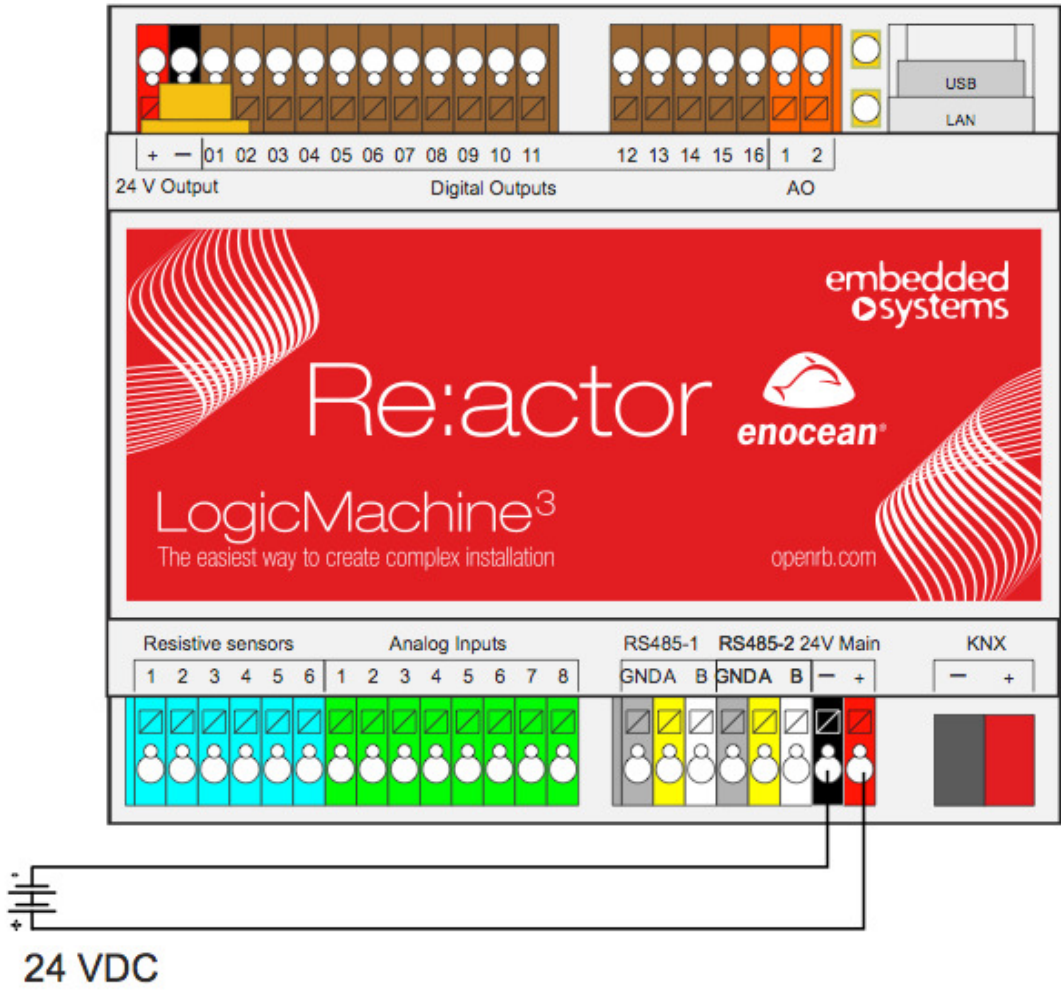 USB
LAN
+ — 01 02 03 04 05 06 07 08 09 10 11 12 13 14 15 16 1 2
24 V Output Digital Outputs AO
embedded
systems
Re:actor
enocean®
LogicMachine³
The easiest way to create complex installation
openrb.com
Resistive sensors Analog Inputs RS485-1 RS485-2 24V Main KNX
1 2 3 4 5 6 1 2 3 4 5 6 7 8 GND A B GND A B — + — +
-
+
24 VDC